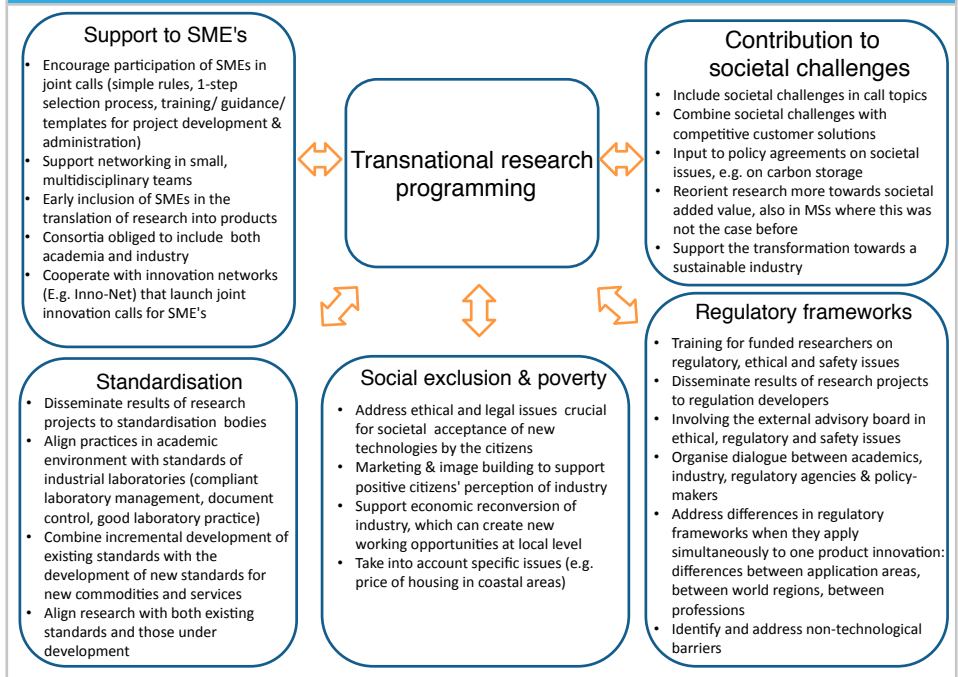 Support to SME's
• Encourage participation of SMEs in
joint calls (simple rules, 1-step
selection process, training/ guidance/
templates for project development &
administration)
• Support networking in small,
multidisciplinary teams
• Early inclusion of SMEs in the
translation of research into products
• Consortia obliged to include both
academia and industry
• Cooperate with innovation networks
(E.g. Inno-Net) that launch joint
innovation calls for SME's
Transnational research
programming
Contribution to
societal challenges
• Include societal challenges in call topics
• Combine societal challenges with
competitive customer solutions
• Input to policy agreements on societal
issues, e.g. on carbon storage
• Reorient research more towards societal
added value, also in MSs where this was
not the case before
• Support the transformation towards a
sustainable industry
Standardisation
• Disseminate results of research
projects to standardisation bodies
• Align practices in academic
environment with standards of
industrial laboratories (compliant
laboratory management, document
control, good laboratory practice)
• Combine incremental development of
existing standards with the
development of new standards for
new commodities and services
• Align research with both existing
standards and those under
development
Social exclusion & poverty
• Address ethical and legal issues crucial
for societal acceptance of new
technologies by the citizens
• Marketing & image building to support
positive citizens' perception of industry
• Support economic reconversion of
industry, which can create new
working opportunities at local level
• Take into account specific issues (e.g.
price of housing in coastal areas)
Regulatory frameworks
• Training for funded researchers on
regulatory, ethical and safety issues
• Disseminate results of research projects
to regulation developers
• Involving the external advisory board in
ethical, regulatory and safety issues
• Organise dialogue between academics,
industry, regulatory agencies & policy-
makers
• Address differences in regulatory
frameworks when they apply
simultaneously to one product innovation:
differences between application areas,
between world regions, between
professions
• Identify and address non-technological
barriers